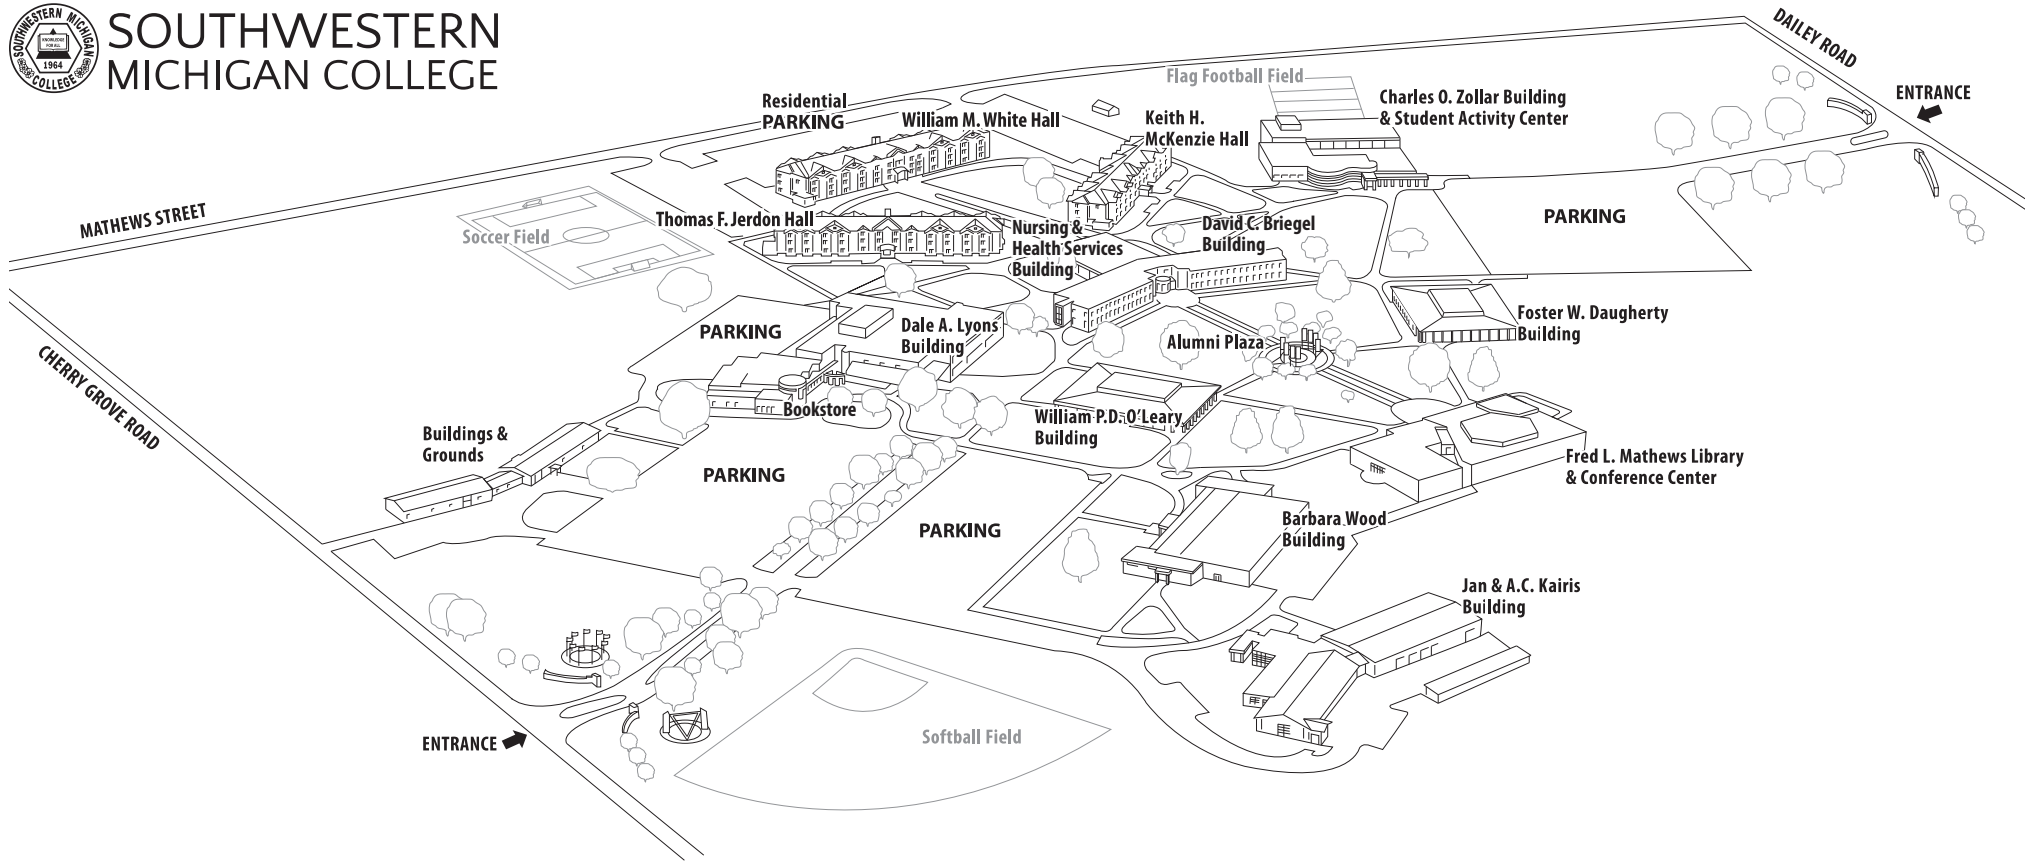 SOUTHWESTERN MICHIGAN COLLEGE
KNOWLEDGE
FOR ALL
1964
SOUTHWESTERN
MICHIGAN COLLEGE
DAILEY ROAD
ENTRANCE
Flag Football Field
Charles O. Zollar Building
& Student Activity Center
Residential
PARKING
William M. White Hall
Keith H.
McKenzie Hall
MATHEWS STREET
Soccer Field
Thomas F. Jerdon Hall
Nursing &
Health Services
Building
David C. Briegel
Building
PARKING
PARKING
Dale A. Lyons
Building
Alumni Plaza
Foster W. Daugherty
Building
CHERRY GROVE ROAD
Bookstore
William P.D. O'Leary
Building
Buildings &
Grounds
PARKING
Fred L. Mathews Library
& Conference Center
PARKING
Barbara Wood
Building
Jan & A.C. Kairis
Building
ENTRANCE
Softball Field